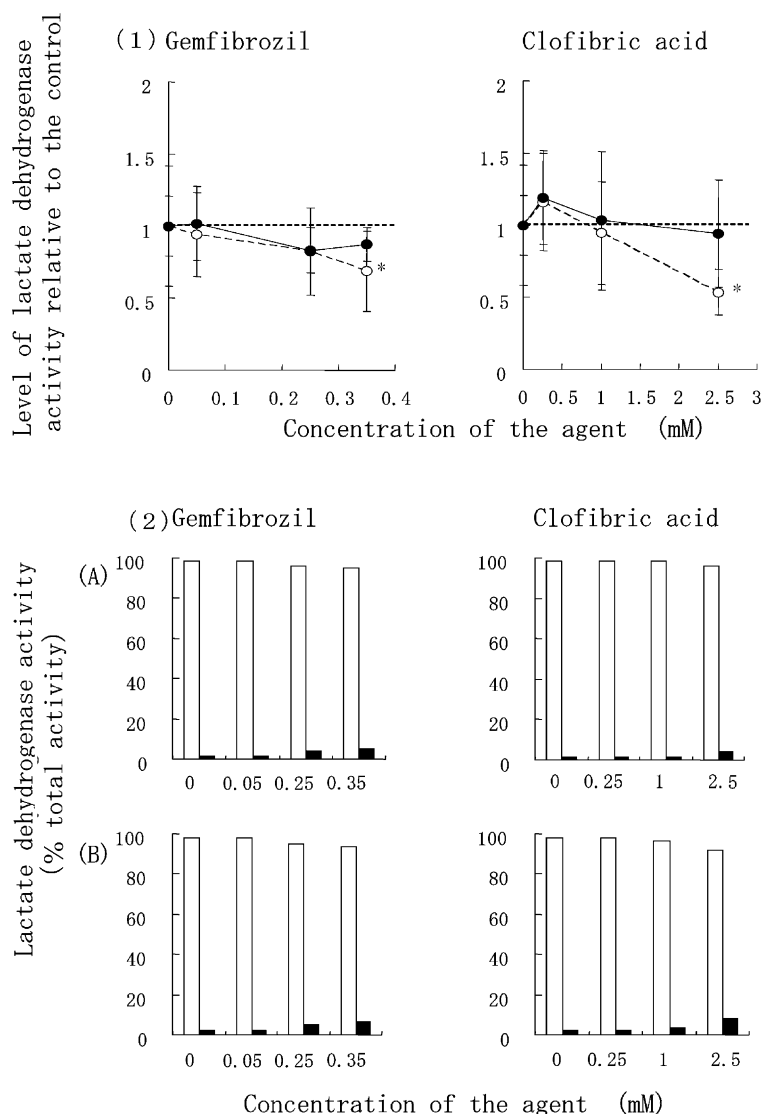 (1) Gemfibrozil
Clofibric acid
Level of lactate dehydrogenase
activity relative to the control
2
1.5
1
0.5
0
0 0.1 0.2 0.3 0.4
*
2
1.5
1
0.5
0
0 0.5 1 1.5 2 2.5 3
*
Concentration of the agent (mM)
(2) Gemfibrozil
Clofibric acid
Lactate dehydrogenase activity
(% total activity)
(A)
100
80
60
40
20
0
0 0.05 0.25 0.35
100
80
60
40
20
0
0 0.25 1 2.5
(B)
100
80
60
40
20
0
0 0.05 0.25 0.35
100
80
60
40
20
0
0 0.25 1 2.5
Concentration of the agent (mM)